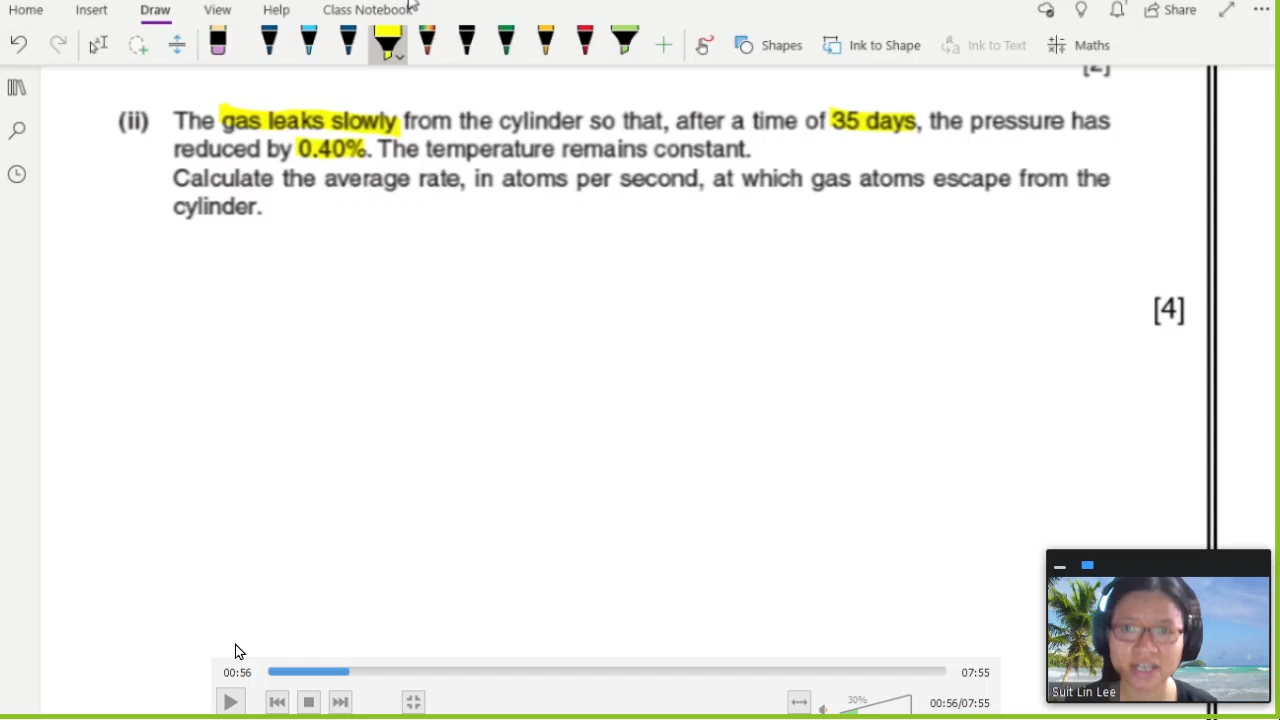 Home Insert Draw View Help Class Notebook Share
Shapes Ink to Shape Ink to Text Maths
[2]
(ii) The gas leaks slowly from the cylinder so that, after a time of 35 days, the pressure has
reduced by 0.40%. The temperature remains constant.
Calculate the average rate, in atoms per second, at which gas atoms escape from the
cylinder.
[4]
Suit Lin Lee
00:56 07:55
30% 00:56/07:55